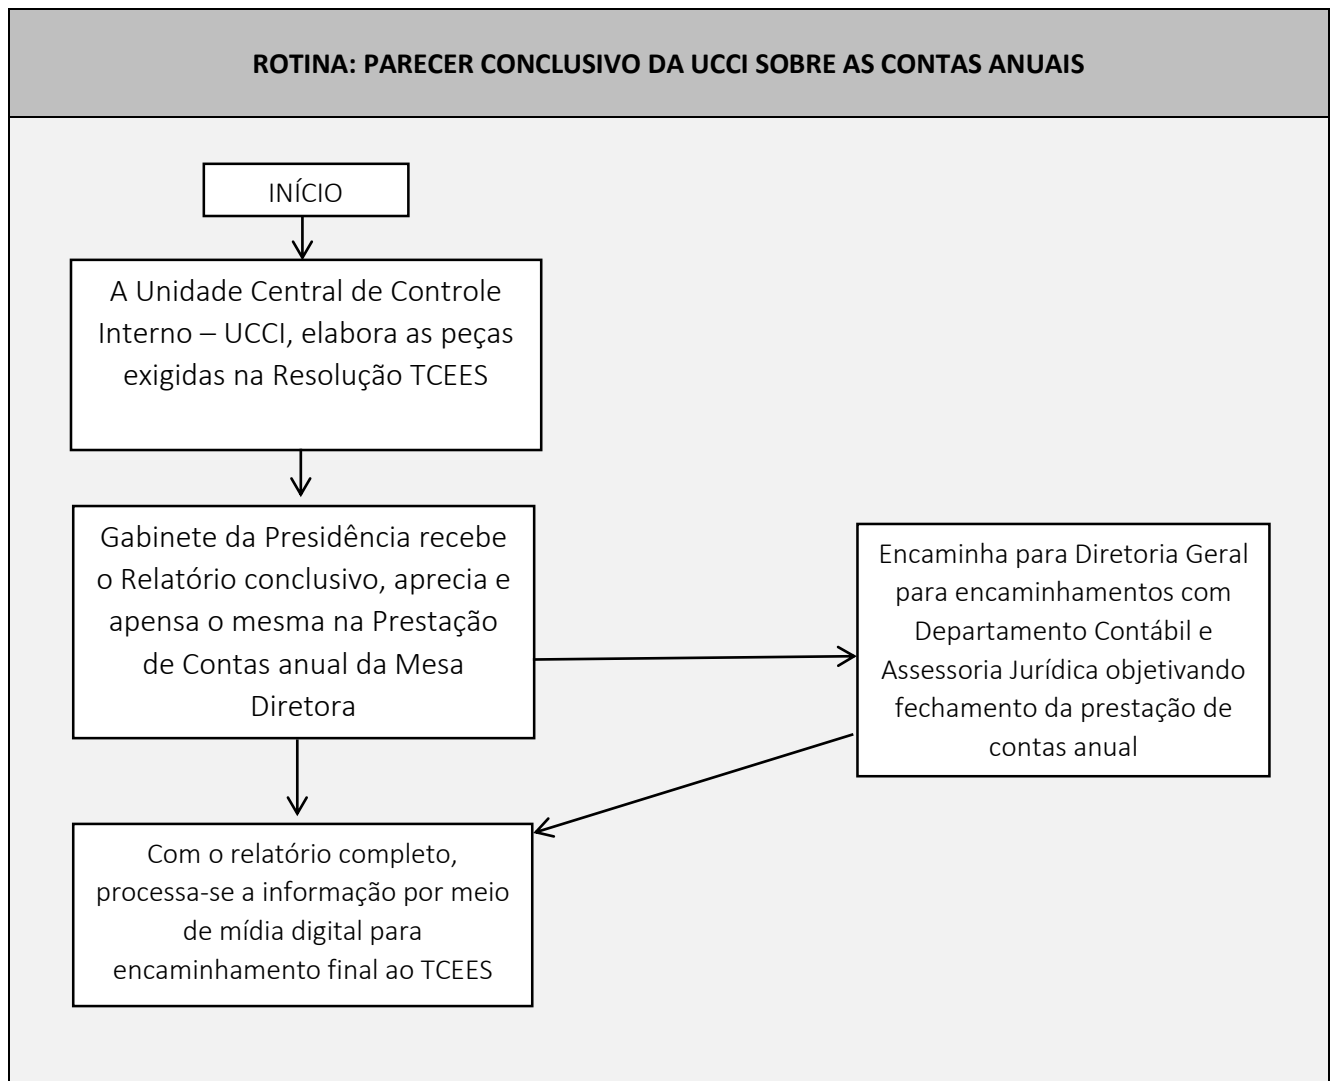 ROTINA: PARECER CONCLUSIVO DA UCCI SOBRE AS CONTAS ANUAIS
INÍCIO
A Unidade Central de Controle
Interno – UCCI, elabora as peças
exigidas na Resolução TCEES
Gabinete da Presidência recebe
o Relatório conclusivo, aprecia e
apensa o mesma na Prestação
de Contas anual da Mesa
Diretora
Encaminha para Diretoria Geral
para encaminhamentos com
Departamento Contábil e
Assessoria Jurídica objetivando
fechamento da prestação de
contas anual
Com o relatório completo,
processa-se a informação por meio
de mídia digital para
encaminhamento final ao TCEES